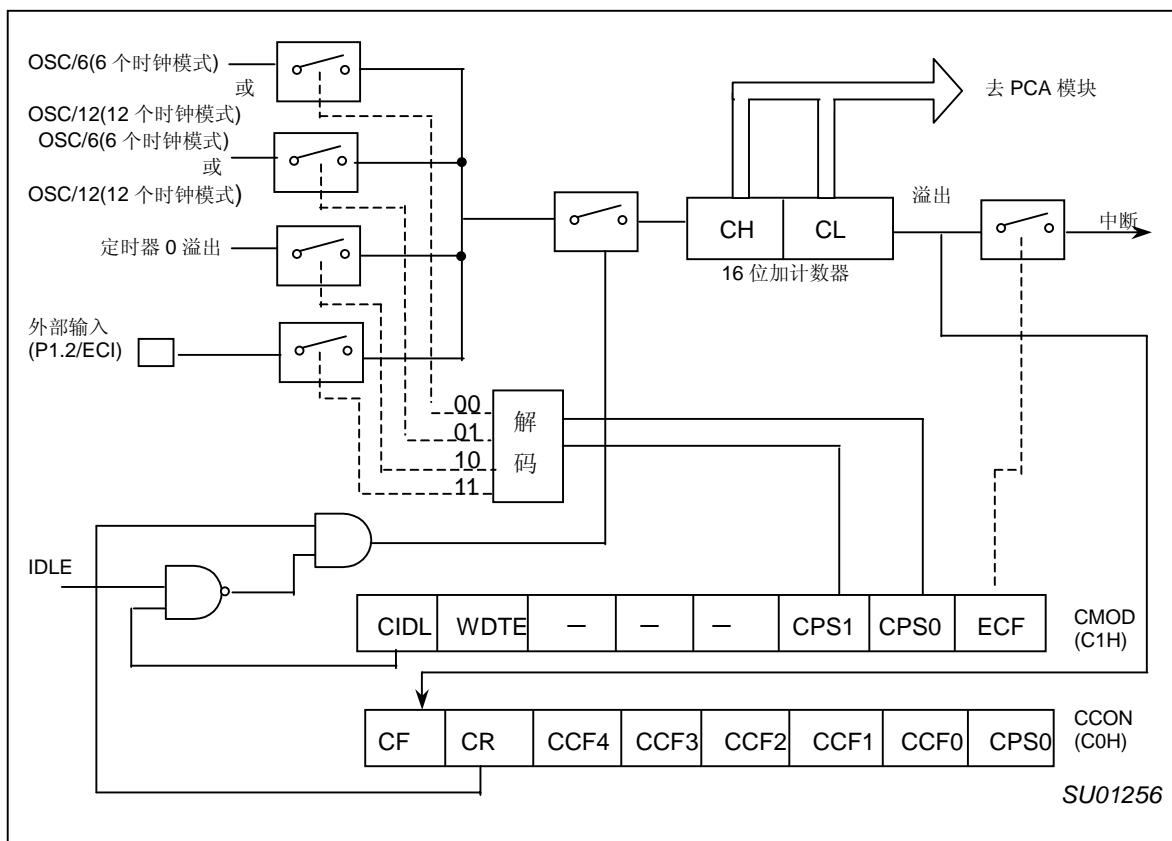 OSC/6(6 个时钟模式)
或
OSC/12(12 个时钟模式)
OSC/6(6 个时钟模式)
或
OSC/12(12 个时钟模式)
定时器 0 溢出
外部输入
(P1.2/ECI)
去 PCA 模块
CH CL
16 位加计数器
溢出
中断
00
01
10
11
解
码
IDLE
CIDL WDTE — — — CPS1 CPS0 ECF
CMOD
(C1H)
CF CR CCF4 CCF3 CCF2 CCF1 CCF0 CPS0
CCON
(C0H)
SU01256